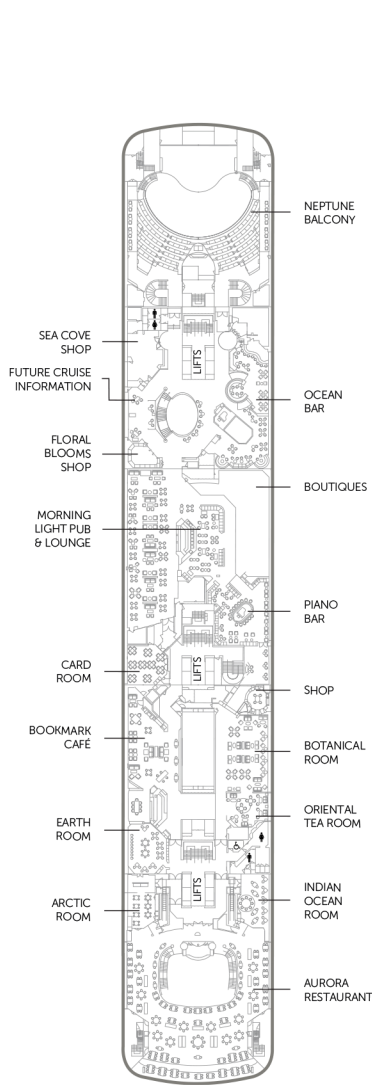 NEPTUNE
BALCONY
SEA COVE
SHOP
LIFTS
FUTURE CRUISE
INFORMATION
OCEAN
BAR
FLORAL
BLOOMS
SHOP
BOUTIQUES
MORNING
LIGHT PUB
& LOUNGE
PIANO
BAR
LIFTS
CARD
ROOM
SHOP
BOOKMARK
CAFÉ
BOTANICAL
ROOM
ORIENTAL
TEA ROOM
EARTH
ROOM
LIFTS
ARCTIC
ROOM
INDIAN
OCEAN
ROOM
AURORA
RESTAURANT